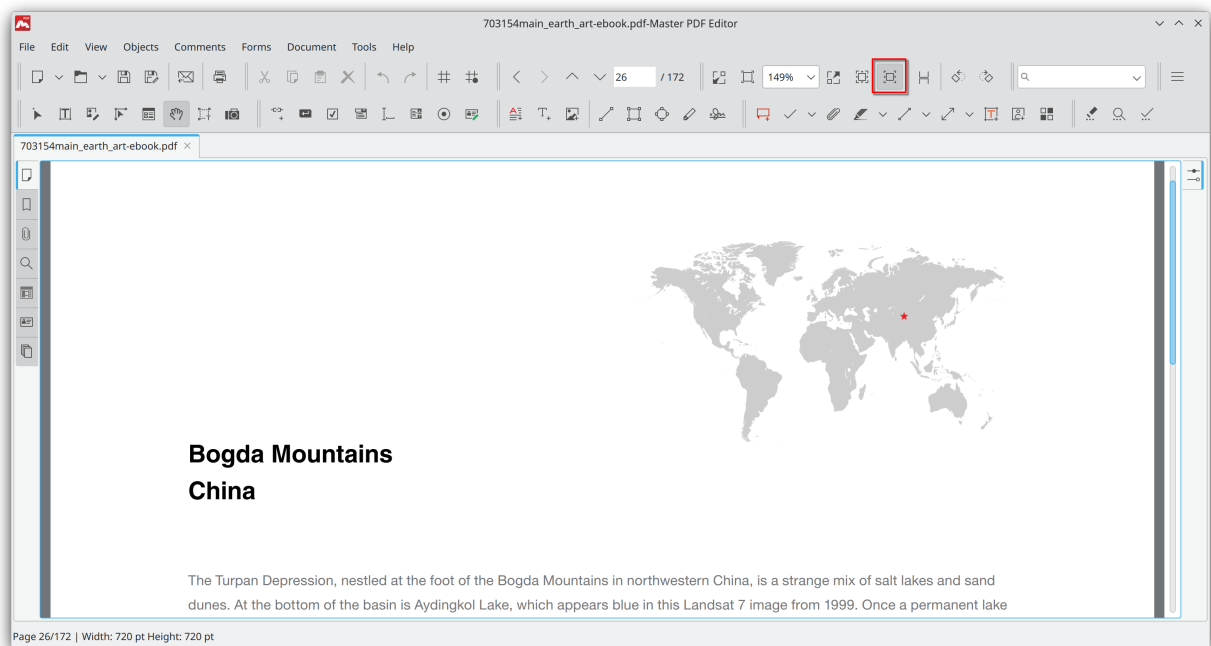 703154main_earth_art-ebook.pdf-Master PDF Editor
File Edit View Objects Comments Forms Document Tools Help
26 / 172 149%
703154main_earth_art-ebook.pdf
Bogda Mountains
China
The Turpan Depression, nestled at the foot of the Bogda Mountains in northwestern China, is a strange mix of salt lakes and sand
dunes. At the bottom of the basin is Aydingkol Lake, which appears blue in this Landsat 7 image from 1999. Once a permanent lake
Page 26/172 | Width: 720 pt Height: 720 pt